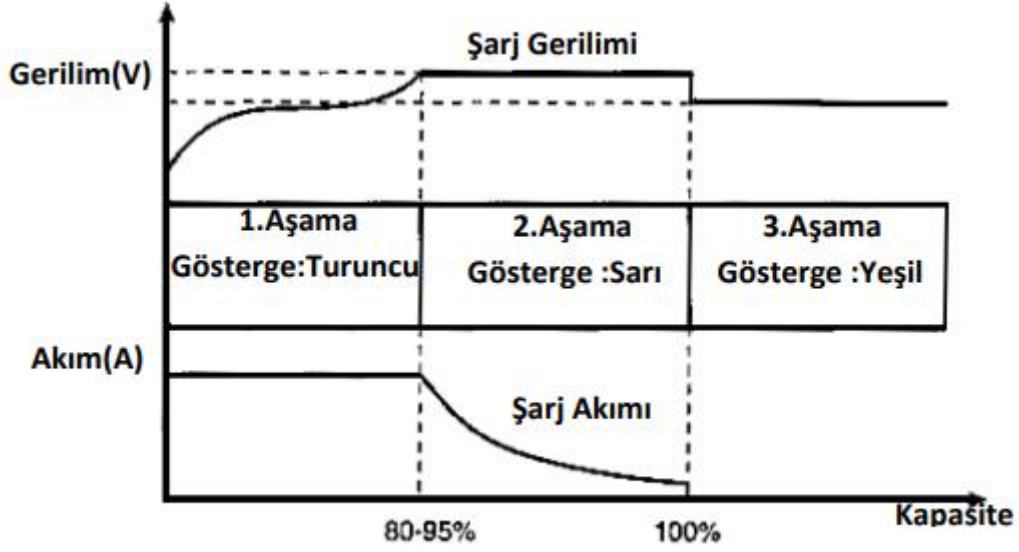 Şarj Gerilimi
Gerilim(V)
1.Aşama
Gösterge:Turuncu
2.Aşama
Gösterge :Sarı
3.Aşama
Gösterge :Yeşil
Akım(A)
Şarj Akımı
Kapasite
80-95%
100%